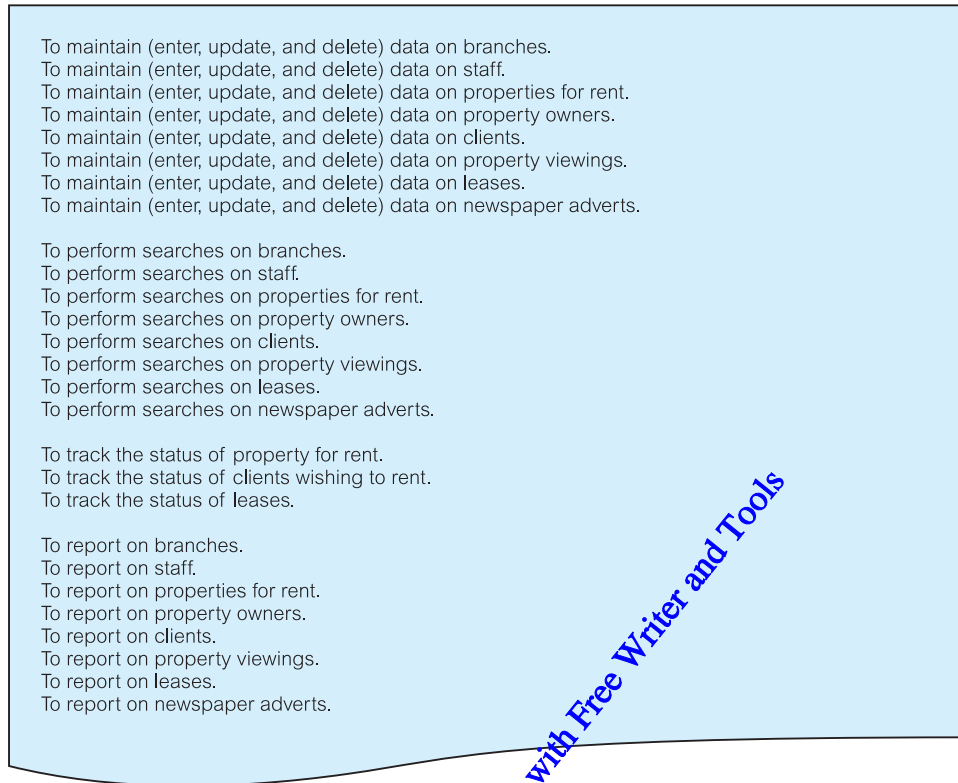 To maintain (enter, update, and delete) data on branches.
To maintain (enter, update, and delete) data on staff.
To maintain (enter, update, and delete) data on properties for rent.
To maintain (enter, update, and delete) data on property owners.
To maintain (enter, update, and delete) data on clients.
To maintain (enter, update, and delete) data on property viewings.
To maintain (enter, update, and delete) data on leases.
To maintain (enter, update, and delete) data on newspaper adverts.
To perform searches on branches.
To perform searches on staff.
To perform searches on properties for rent.
To perform searches on property owners.
To perform searches on clients.
To perform searches on property viewings.
To perform searches on leases.
To perform searches on newspaper adverts.
To track the status of property for rent.
To track the status of clients wishing to rent.
To track the status of leases.
To report on branches.
To report on staff.
To report on properties for rent.
To report on property owners.
To report on clients.
To report on property viewings.
To report on leases.
To report on newspaper adverts.
with Free Writer and Tools